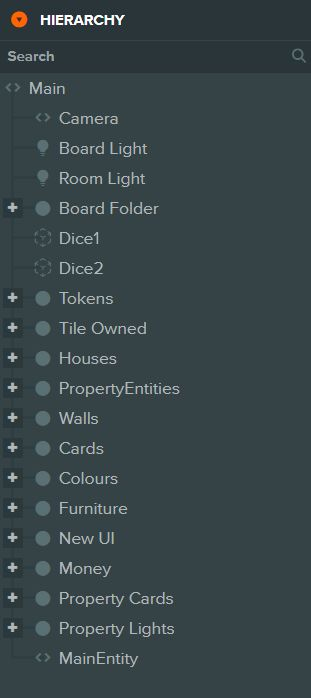 HIERARCHY
Search
Main
Camera
Board Light
Room Light
Board Folder
Dice1
Dice2
Tokens
Tile Owned
Houses
PropertyEntities
Walls
Cards
Colours
Furniture
New UI
Money
Property Cards
Property Lights
MainEntity